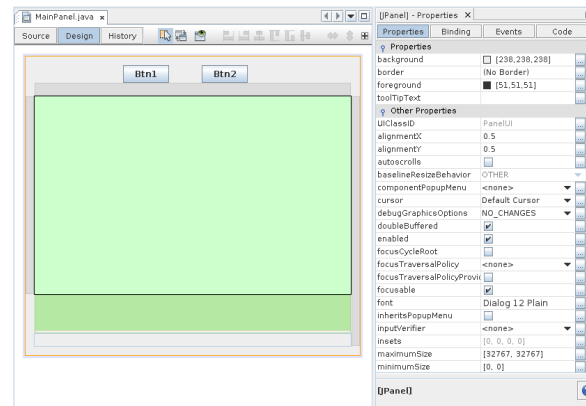 MainPanel.java
Source Design History
Btn1 Btn2
[JPanel] - Properties
Properties Binding Events Code
Properties
background [238,238,238]
border (No Border)
foreground [51,51,51]
toolTipText
Other Properties
UIClassID PanelUI
alignmentX 0.5
alignmentY 0.5
autoscrolls
baselineResizeBehavior OTHER
componentPopupMenu <none>
cursor Default Cursor
debugGraphicsOptions NO_CHANGES
doubleBuffered
enabled
focusCycleRoot
focusTraversalPolicy <none>
focusTraversalPolicyProvic
focusable
font Dialog 12 Plain
inheritsPopupMenu
inputVerifier <none>
insets [0, 0, 0, 0]
maximumSize [32767, 32767]
minimumSize [0, 0]
[JPanel]